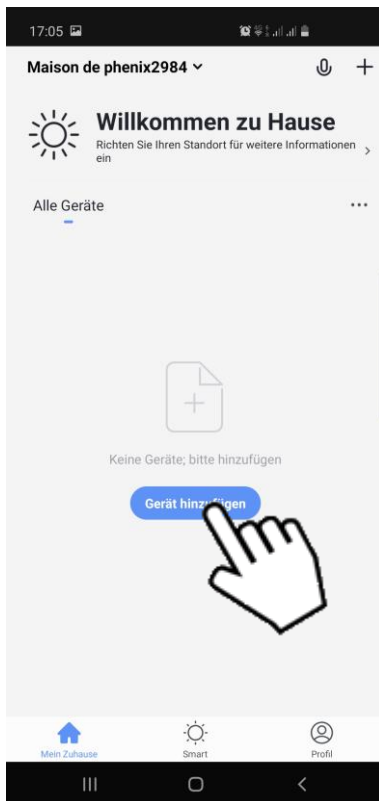 17:05
Maison de phenix2984
Willkommen zu Hause
Richten Sie Ihren Standort für weitere Informationen
ein
Alle Geräte
Keine Geräte; bitte hinzufügen
Gerät hinzufügen
Mein Zuhause
Smart
Profil